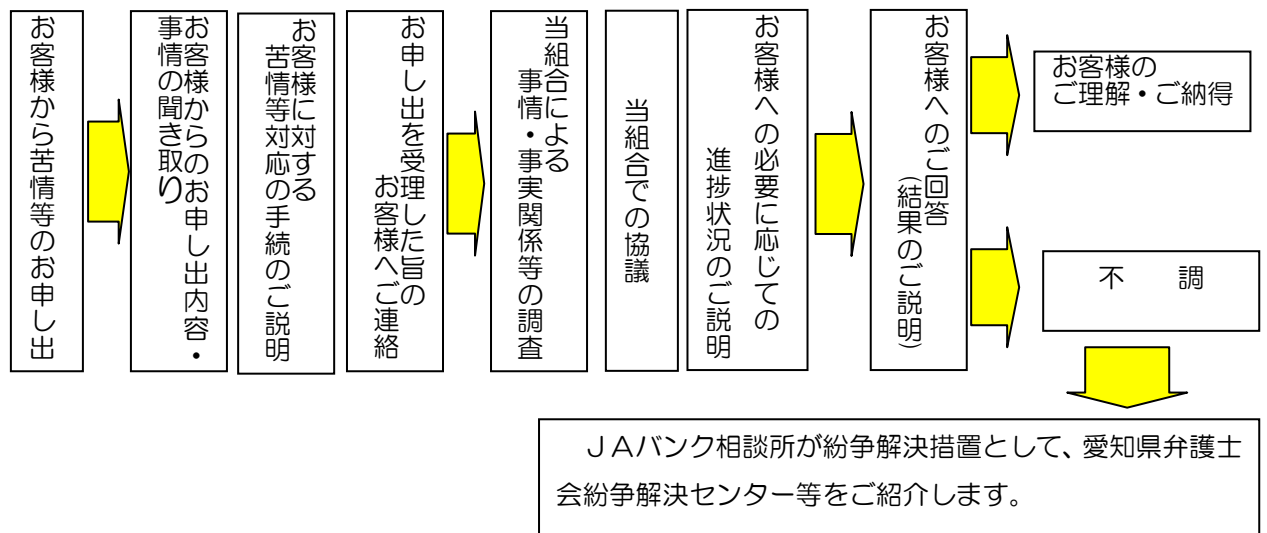 お客様から苦情等のお申し出
お客様からのお申し出内容・
事情の聞き取り
お客様に対する
苦情等対応の手続のご説明
お申し出を受理した旨の
お客様へご連絡
当組合による
事情・事実関係等の調査
当組合での協議
お客様への必要に応じての
進捗状況のご説明
お客様へのご回答
(結果のご説明)
お客様の
ご理解・ご納得
不　調
ＪＡバンク相談所が紛争解決措置として、愛知県弁護士
会紛争解決センター等をご紹介します。